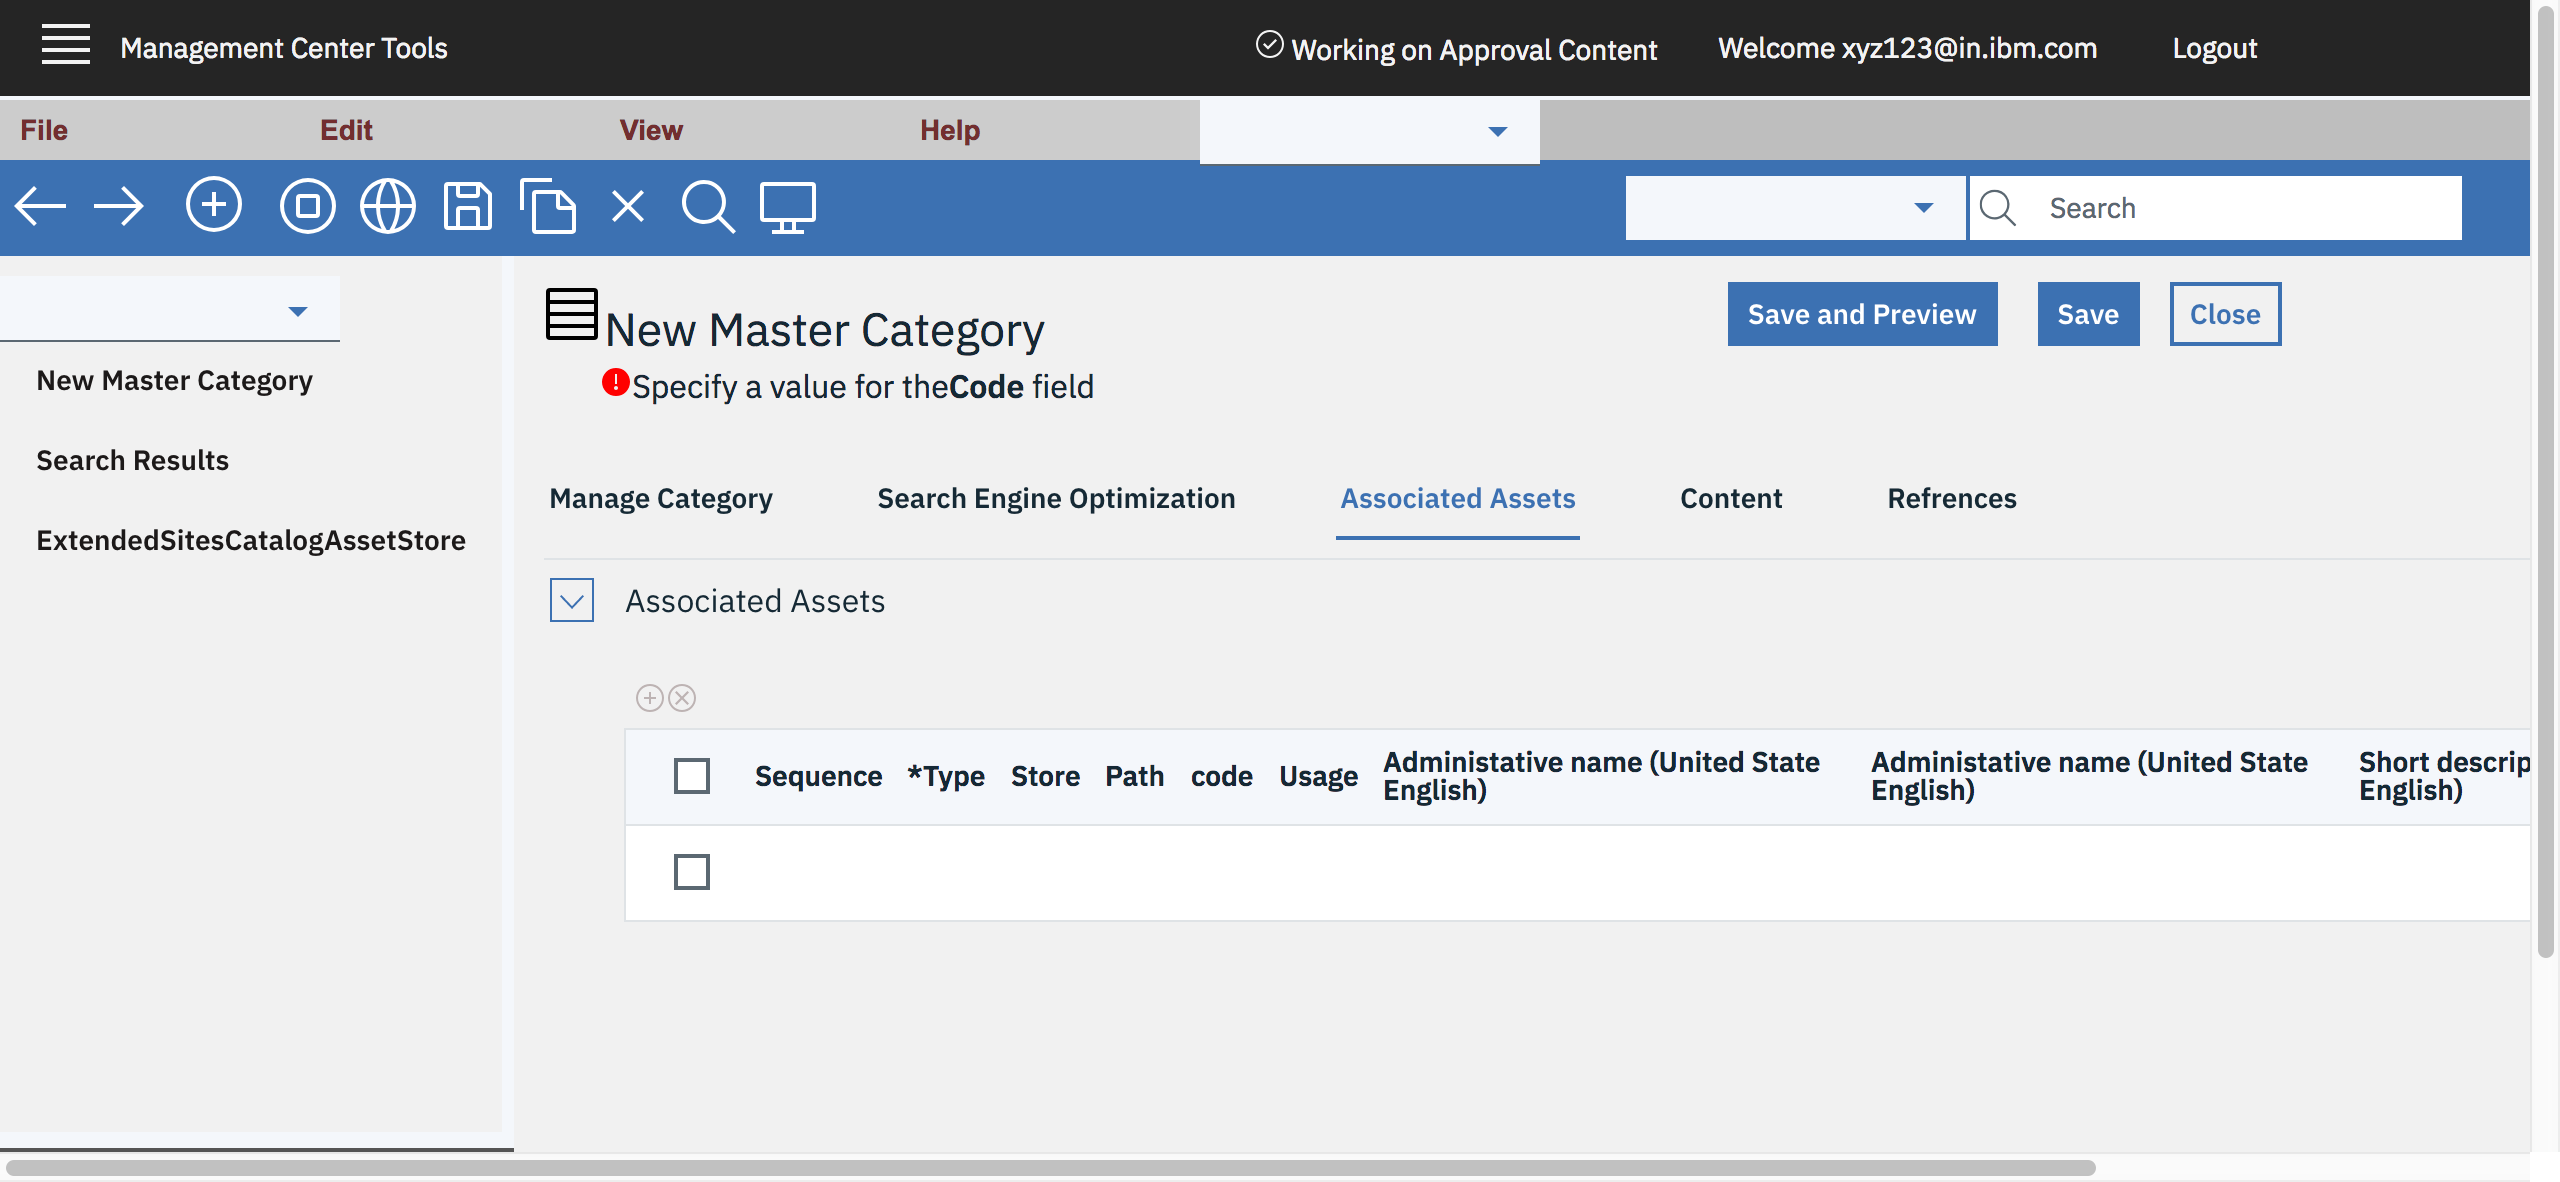 Management Center Tools
Working on Approval Content
Welcome xyz123@in.ibm.com
Logout
File Edit View Help
Search
New Master Category
Search Results
ExtendedSitesCatalogAssetStore
New Master Category
Save and Preview
Save
Close
Specify a value for theCode field
Manage Category
Search Engine Optimization
Associated Assets
Content
Refrences
Associated Assets
Sequence
*Type
Store
Path
code
Usage
Administative name (United State
English)
Administative name (United State
English)
Short descrip
English)